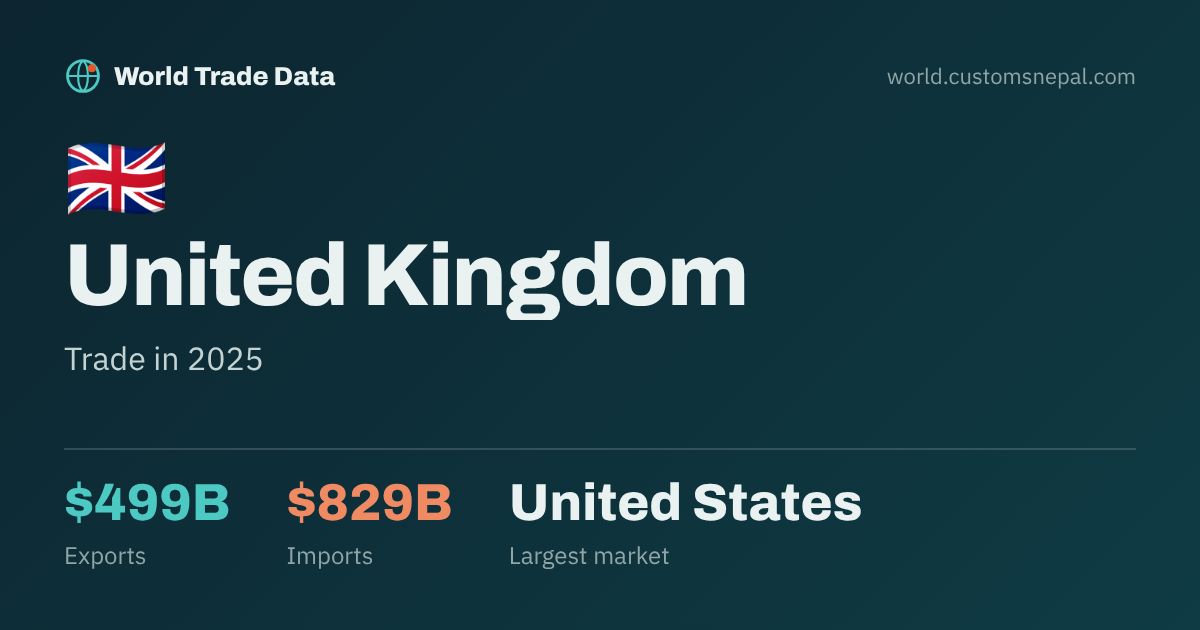 World Trade Data
world.customsnepal.com
United Kingdom
Trade in 2025
$499B
Exports
$829B
Imports
United States
Largest market